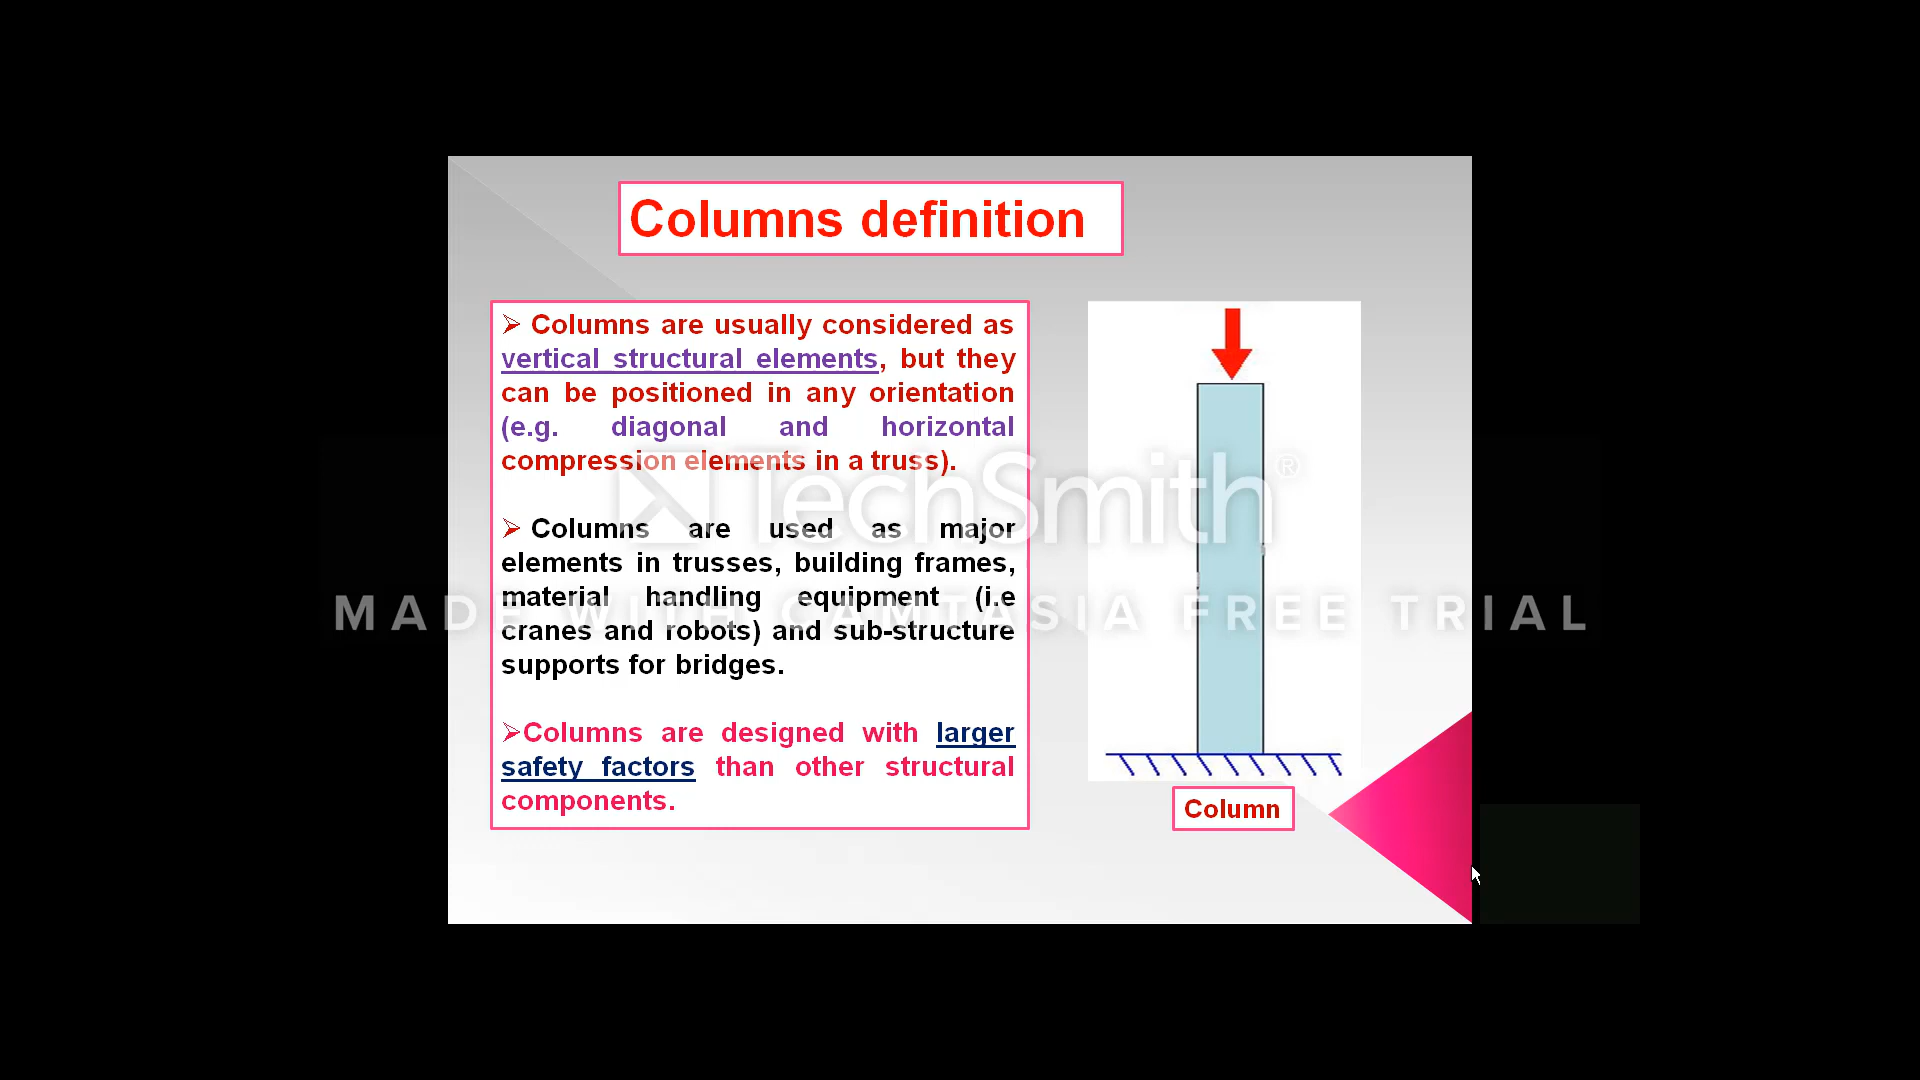 Columns definition
➢ Columns are usually considered as
vertical structural elements, but they
can be positioned in any orientation
(e.g. diagonal and horizontal
compression elements in a truss).
➢ Columns are used as major
elements in trusses, building frames,
material handling equipment (i.e
cranes and robots) and sub-structure
supports for bridges.
➢Columns are designed with larger
safety factors than other structural
components.
Column
TechSmith®
MADE WITH CAMTASIA FREE TRIAL